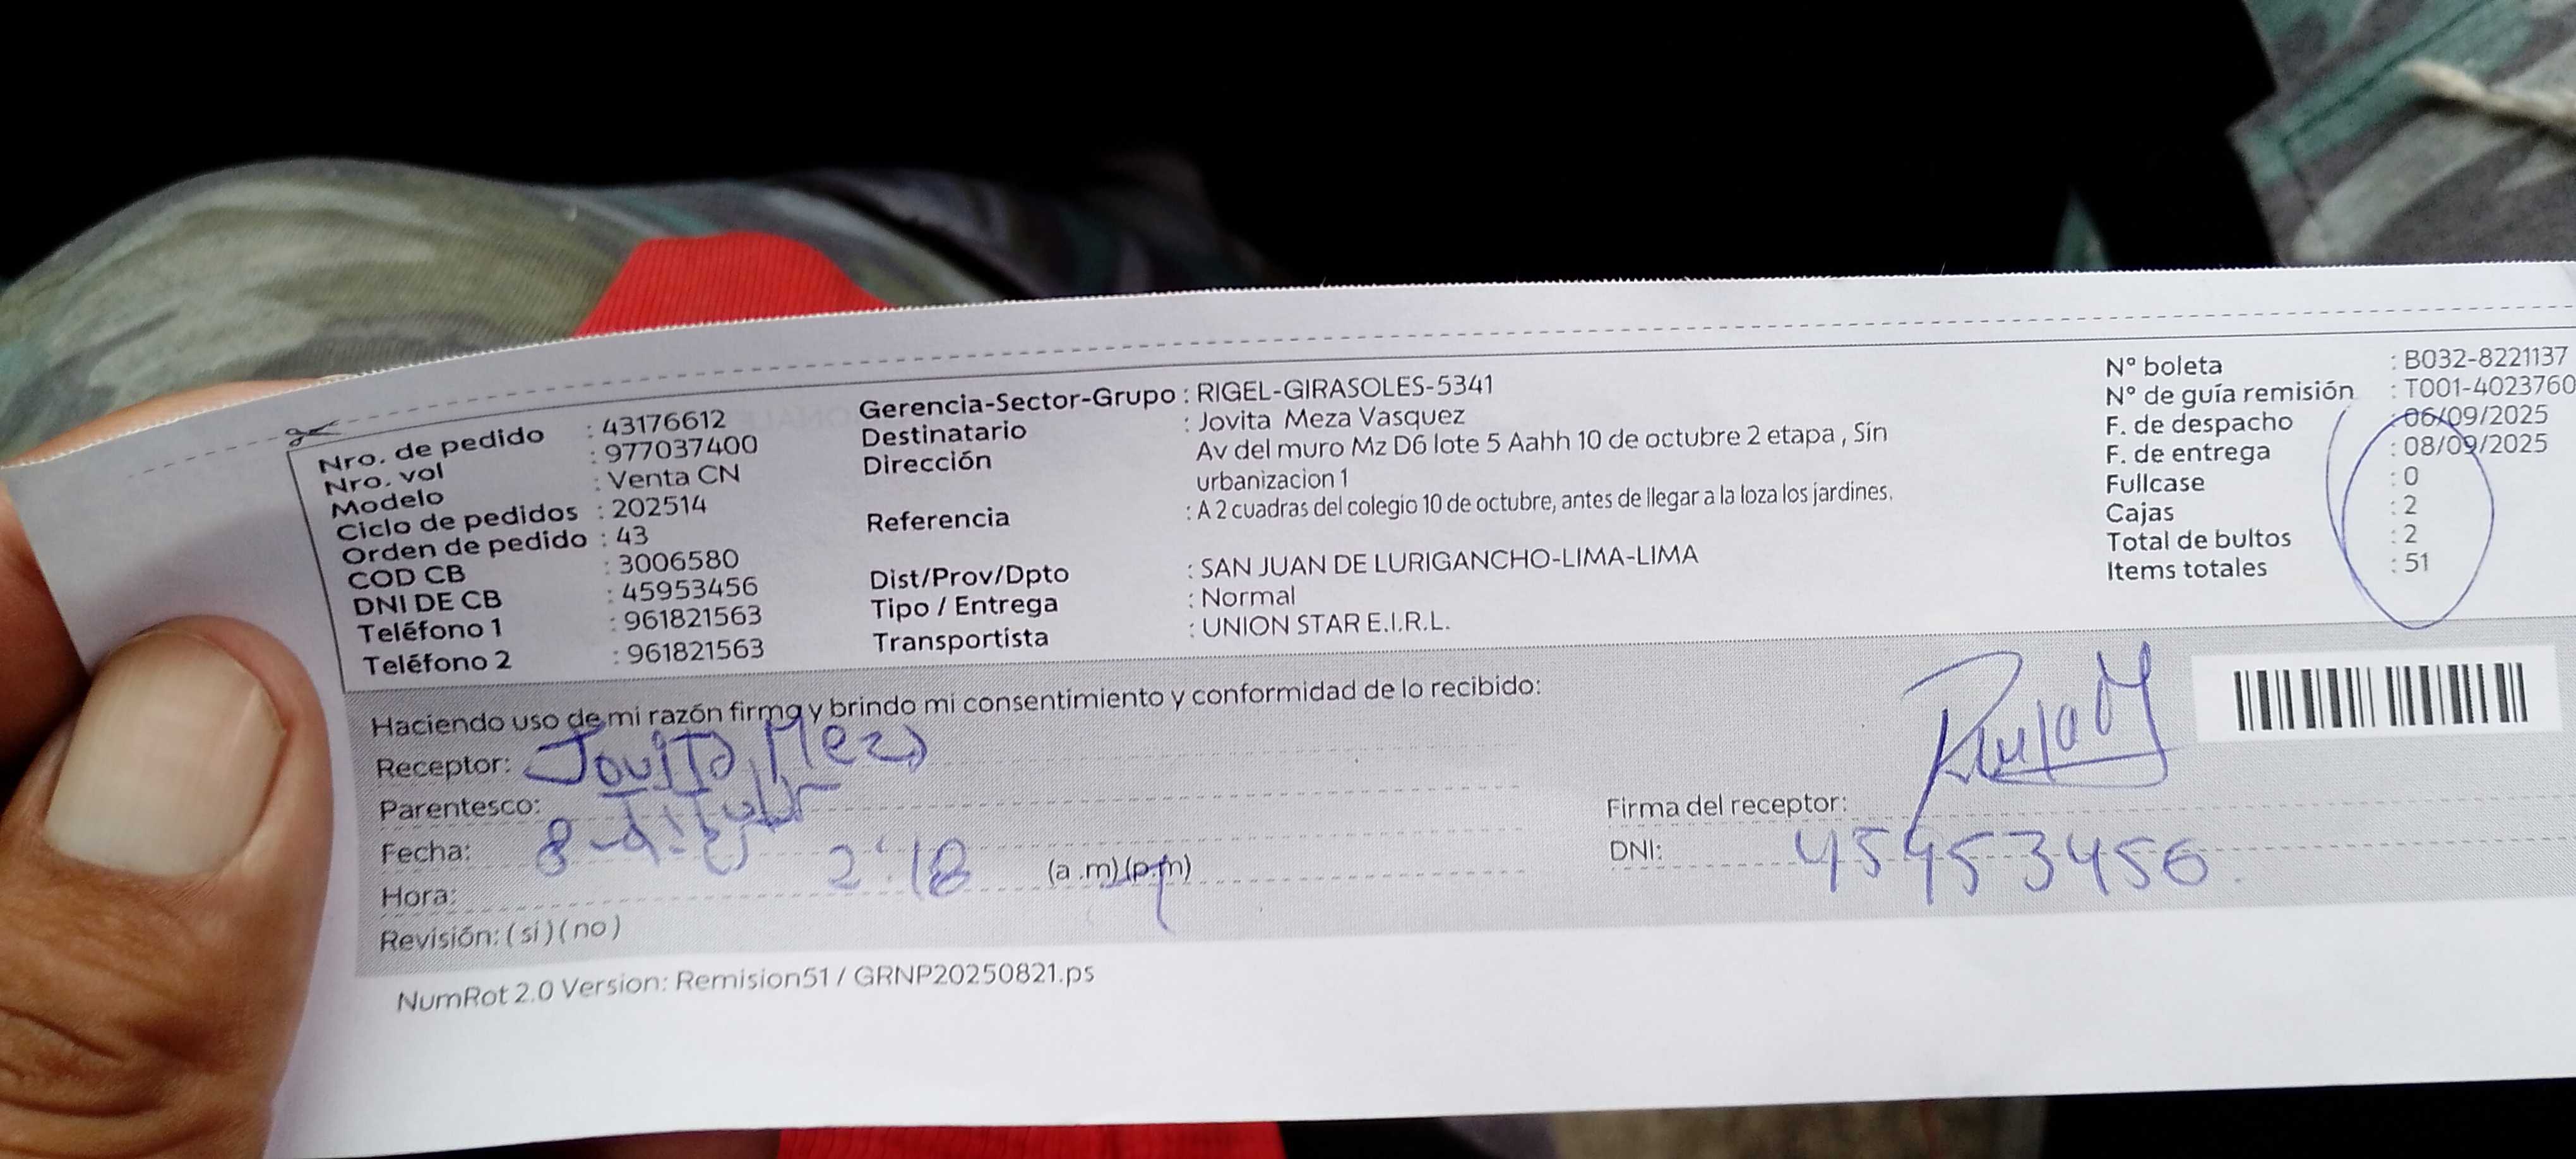 Nro. de pedido : 43176612
Nro. vol : 977037400
Modelo : Venta CN
Ciclo de pedidos : 202514
Orden de pedido : 43
COD CB : 3006580
DNI DE CB : 45953456
Teléfono 1 : 961821563
Teléfono 2 : 961821563
Gerencia-Sector-Grupo : RIGEL-GIRASOLES-5341
Destinatario : Jovita Meza Vasquez
Dirección Av del muro Mz D6 lote 5 Aahh 10 de octubre 2 etapa , Sin
urbanizacion 1
Referencia : A 2 cuadras del colegio 10 de octubre, antes de llegar a la loza los jardines.
Dist/Prov/Dpto : SAN JUAN DE LURIGANCHO-LIMA-LIMA
Tipo / Entrega : Normal
Transportista : UNION STAR E.I.R.L.
N° boleta : B032-8221137
N° de guía remisión : T001-4023760
F. de despacho : 06/09/2025
F. de entrega : 08/09/2025
Fullcase : 0
Cajas : 2
Total de bultos : 2
Items totales : 51
Haciendo uso de mi razón firmo y brindo mi consentimiento y conformidad de lo recibido:
Receptor: Jovita Meza
Parentesco: Titular
Fecha: 8
Hora: 2:18 (a .m) (p.m)
Revisión: ( si ) ( no )
Firma del receptor:
DNI: 45953456
NumRot 2.0 Version: Remision51 / GRNP20250821.ps